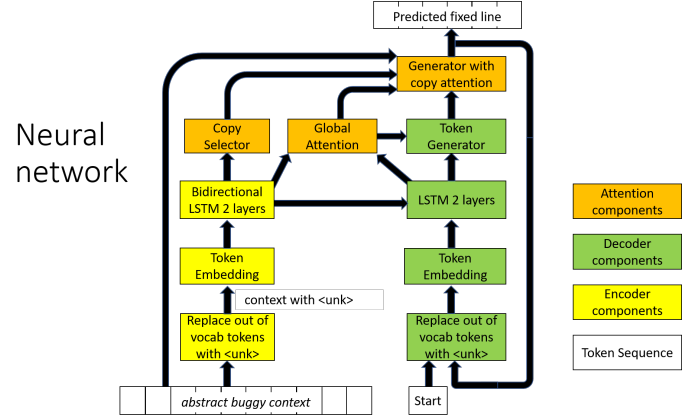 Predicted fixed line
Generator with
copy attention
Neural
network
Copy
Selector
Global
Attention
Token
Generator
Bidirectional
LSTM 2 layers
LSTM 2 layers
Attention
components
Token
Embedding
Token
Embedding
Decoder
components
context with <unk>
Encoder
components
Replace out of
vocab tokens
with <unk>
Replace out of
vocab tokens
with <unk>
Token Sequence
abstract buggy context
Start